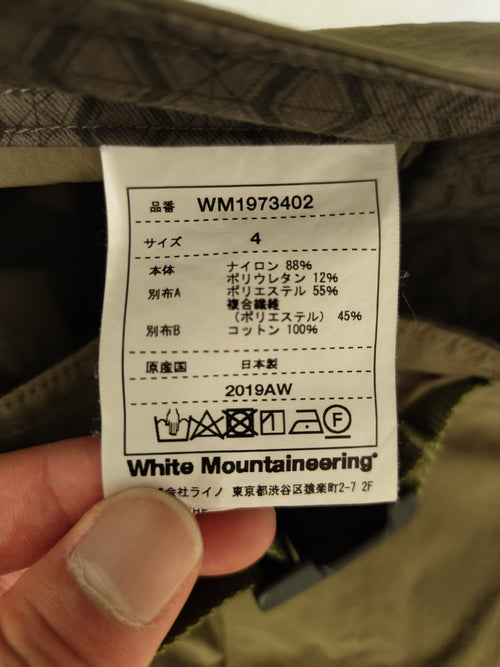 品番 WM1973402
サイズ 4
本体 ナイロン 88%
ポリウレタン 12%
別布A ポリエステル 55%
複合繊維
(ポリエステル) 45%
別布B コットン 100%
原産国 日本製
2019AW
F
White Mountaineering®
ライノ 東京都渋谷区猿楽町2-7 2F